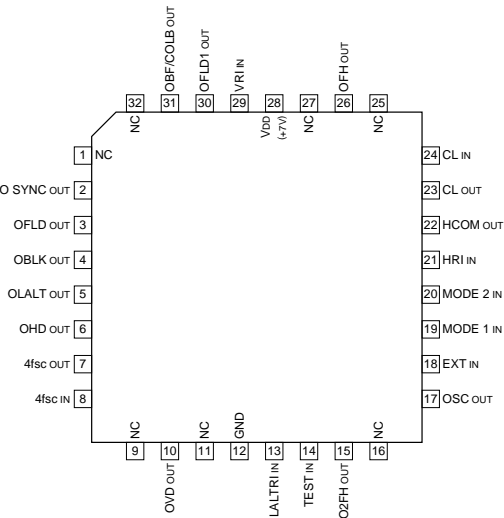 OBF/COLB OUT
OFLD1 OUT
VRI IN
OFH OUT
32 31 30 29 28 27 26 25
NC
VDD (+7V)
NC
NC
1 NC
24 CL IN
O SYNC OUT 2
23 CL OUT
OFLD OUT 3
22 HCOM OUT
OBLK OUT 4
21 HRI IN
OLALT OUT 5
20 MODE 2 IN
OHD OUT 6
19 MODE 1 IN
4fsc OUT 7
18 EXT IN
4fsc IN 8
17 OSC OUT
NC
NC
GND
NC
9 10 11 12 13 14 15 16
OVD OUT
LALTRI IN
TEST IN
O2FH OUT